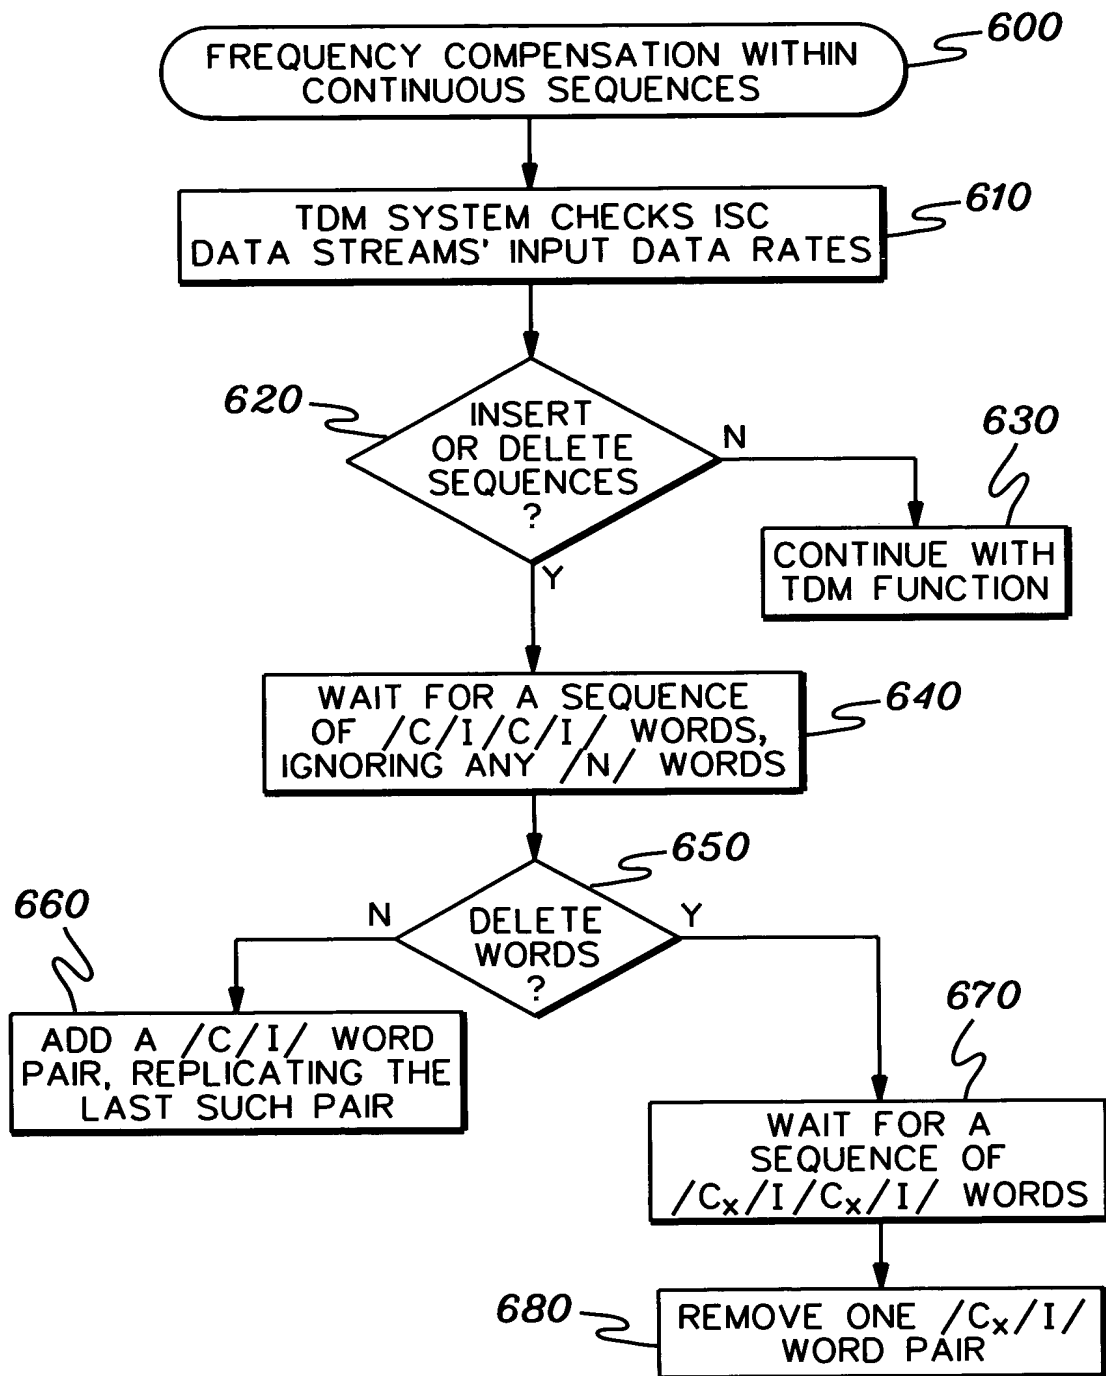 600
FREQUENCY COMPENSATION WITHIN
CONTINUOUS SEQUENCES
610
TDM SYSTEM CHECKS ISC
DATA STREAMS' INPUT DATA RATES
620
INSERT
OR DELETE
SEQUENCES
?
N
Y
630
CONTINUE WITH
TDM FUNCTION
640
WAIT FOR A SEQUENCE
OF /C/I/C/I/ WORDS,
IGNORING ANY /N/ WORDS
650
DELETE
WORDS
?
N
Y
660
ADD A /C/I/ WORD
PAIR, REPLICATING THE
LAST SUCH PAIR
670
WAIT FOR A
SEQUENCE OF
/Cx/I/Cx/I/ WORDS
680
REMOVE ONE /Cx/I/
WORD PAIR